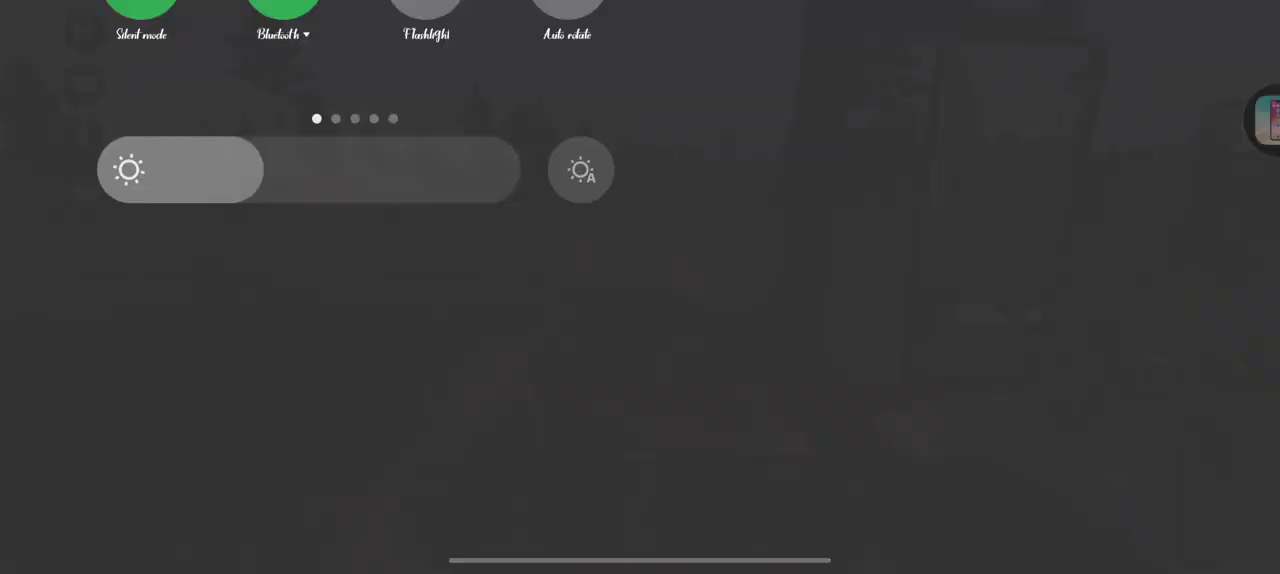 Silent mode
Bluetooth
Flashlight
Auto rotate
A